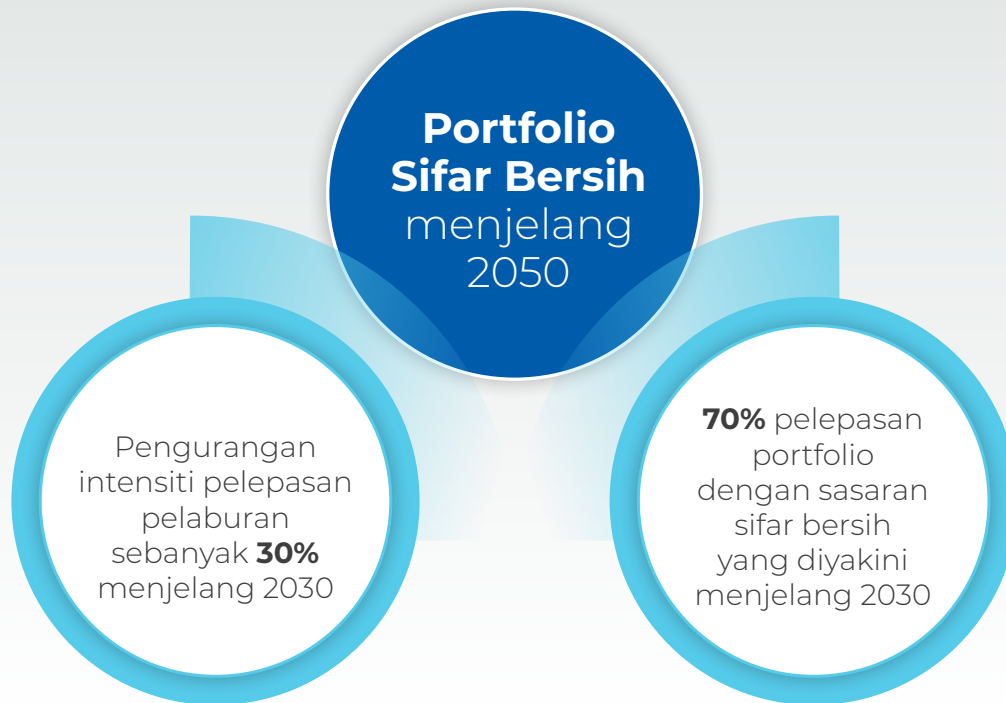 Portfolio
Sifar Bersih
menjelang
2050
Pengurangan
intensiti pelepasan
pelaburan
sebanyak 30%
menjelang 2030
70% pelepasan
portfolio
dengan sasaran
sifar bersih
yang diyakini
menjelang 2030